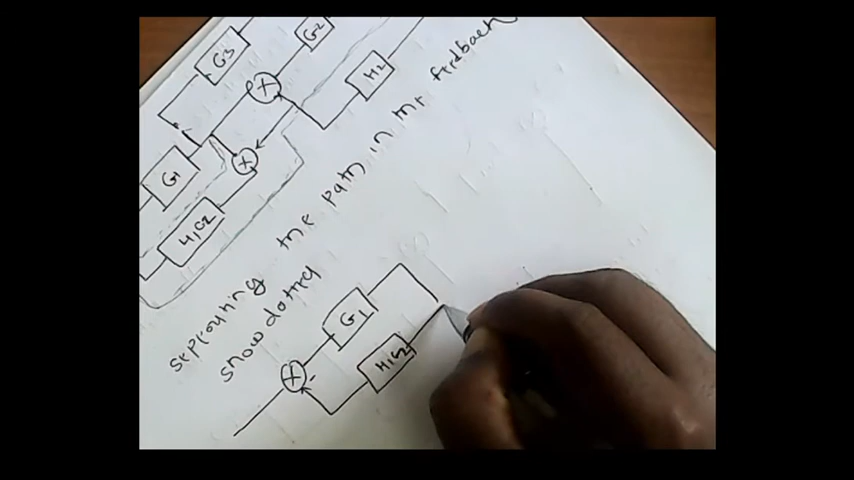 G3
G2
H2
X
G1
X
H1G2
separating the path in the feedback
show dotted
G1
X
H1G2
-